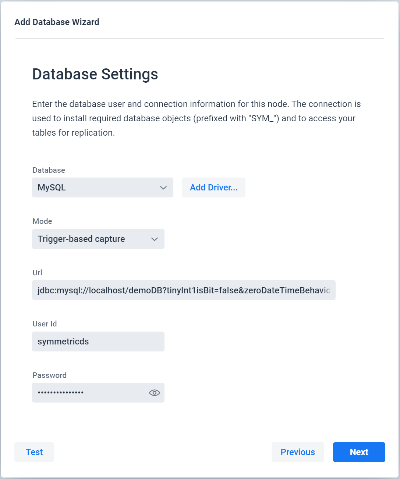 Add Database Wizard
Database Settings
Enter the database user and connection information for this node. The connection is
used to install required database objects (prefixed with "SYM_") and to access your
tables for replication.
Database
MySQL
Add Driver...
Mode
Trigger-based capture
Url
jdbc:mysql://localhost/demoDB?tinyInt1isBit=false&zeroDateTimeBehavic
User Id
symmetricds
Password
•••••••••••••••
Test
Previous
Next